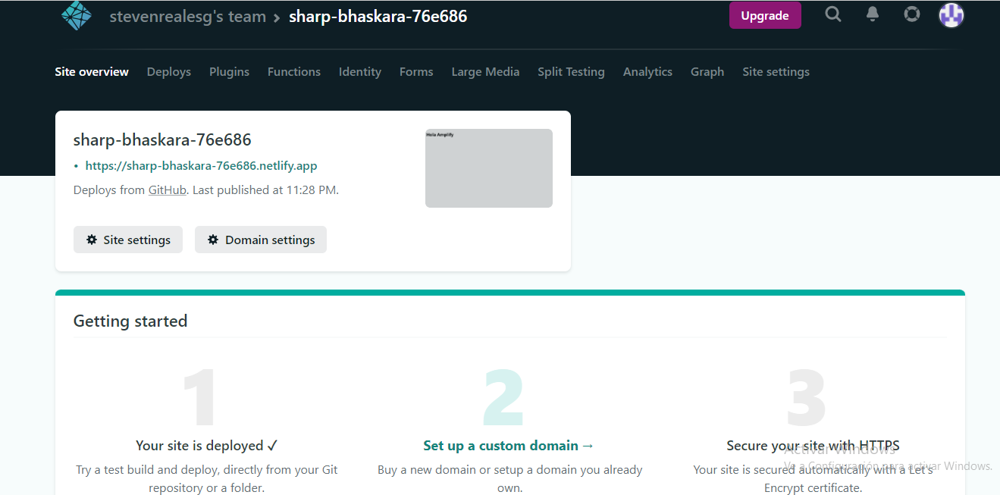 stevenrealesg's team > sharp-bhaskara-76e686
Upgrade
Site overview Deploys Plugins Functions Identity Forms Large Media Split Testing Analytics Graph Site settings
sharp-bhaskara-76e686
• https://sharp-bhaskara-76e686.netlify.app
Deploys from GitHub. Last published at 11:28 PM.
Hola Amplify
Site settings
Domain settings
Getting started
1
Your site is deployed ✓
Try a test build and deploy, directly from your Git
repository or a folder.
2
Set up a custom domain →
Buy a new domain or setup a domain you already
own.
3
Secure your site with HTTPS
Your site is secured automatically with a Let's
Encrypt certificate.
Activar Windows
Ve a Configuración para activar Windows.